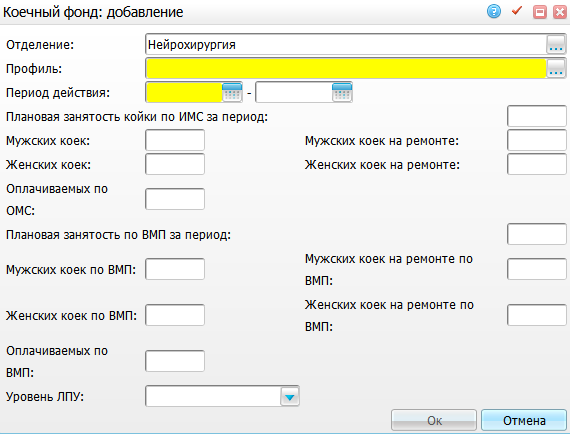 Коечный фонд: добавление
Отделение: Нейрохирургия ...
Профиль: ...
Период действия: -
Плановая занятость койки по ИМС за период:
Мужских коек: Мужских коек на ремонте:
Женских коек: Женских коек на ремонте:
Оплачиваемых по
ОМС:
Плановая занятость по ВМП за период:
Мужских коек по ВМП: Мужских коек на ремонте по
ВМП:
Женских коек по ВМП: Женских коек на ремонте по
ВМП:
Оплачиваемых по
ВМП:
Уровень ЛПУ:
Ок Отмена